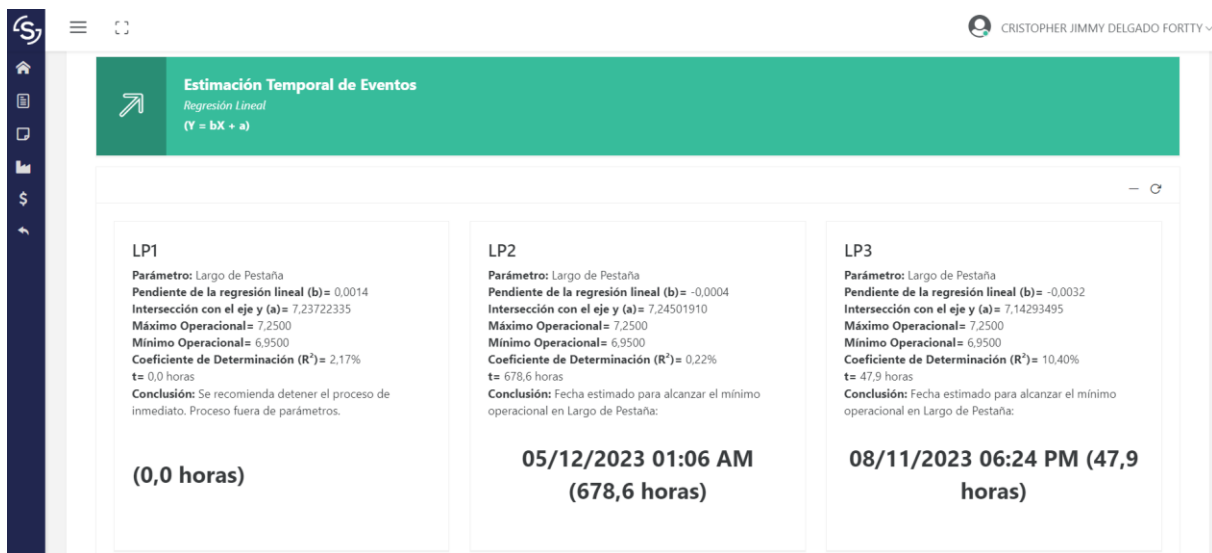 CRISTOPHER JIMMY DELGADO FORTTY
Estimación Temporal de Eventos
Regresión Lineal
(Y = bX + a)
LP1
Parámetro: Largo de Pestaña
Pendiente de la regresión lineal (b)= 0,0014
Intersección con el eje y (a)= 7,23722335
Máximo Operacional= 7,2500
Mínimo Operacional= 6,9500
Coeficiente de Determinación (R²)= 2,17%
t= 0,0 horas
Conclusión: Se recomienda detener el proceso de
inmediato. Proceso fuera de parámetros.
(0,0 horas)
LP2
Parámetro: Largo de Pestaña
Pendiente de la regresión lineal (b)= -0,0004
Intersección con el eje y (a)= 7,24501910
Máximo Operacional= 7,2500
Mínimo Operacional= 6,9500
Coeficiente de Determinación (R²)= 0,22%
t= 678,6 horas
Conclusión: Fecha estimado para alcanzar el mínimo
operacional en Largo de Pestaña:
05/12/2023 01:06 AM
(678,6 horas)
LP3
Parámetro: Largo de Pestaña
Pendiente de la regresión lineal (b)= -0,0032
Intersección con el eje y (a)= 7,14293495
Máximo Operacional= 7,2500
Mínimo Operacional= 6,9500
Coeficiente de Determinación (R²)= 10,40%
t= 47,9 horas
Conclusión: Fecha estimado para alcanzar el mínimo
operacional en Largo de Pestaña:
08/11/2023 06:24 PM (47,9
horas)